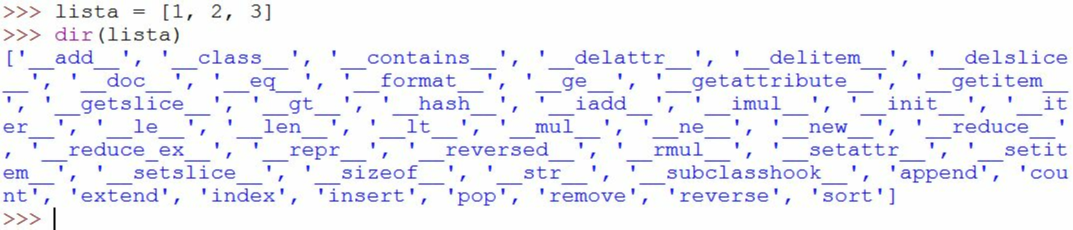 >>> lista = [1, 2, 3]
>>> dir(lista)
['__add__', '__class__', '__contains__', '__delattr__', '__delitem__', '__delslice
__', '__doc__', '__eq__', '__format__', '__ge__', '__getattribute__', '__getitem__
', '__getslice__', '__gt__', '__hash__', '__iadd__', '__imul__', '__init__', '__it
er__', '__le__', '__len__', '__lt__', '__mul__', '__ne__', '__new__', '__reduce__'
, '__reduce_ex__', '__repr__', '__reversed__', '__rmul__', '__setattr__', '__setit
em__', '__setslice__', '__sizeof__', '__str__', '__subclasshook__', 'append', 'cou
nt', 'extend', 'index', 'insert', 'pop', 'remove', 'reverse', 'sort']
>>>